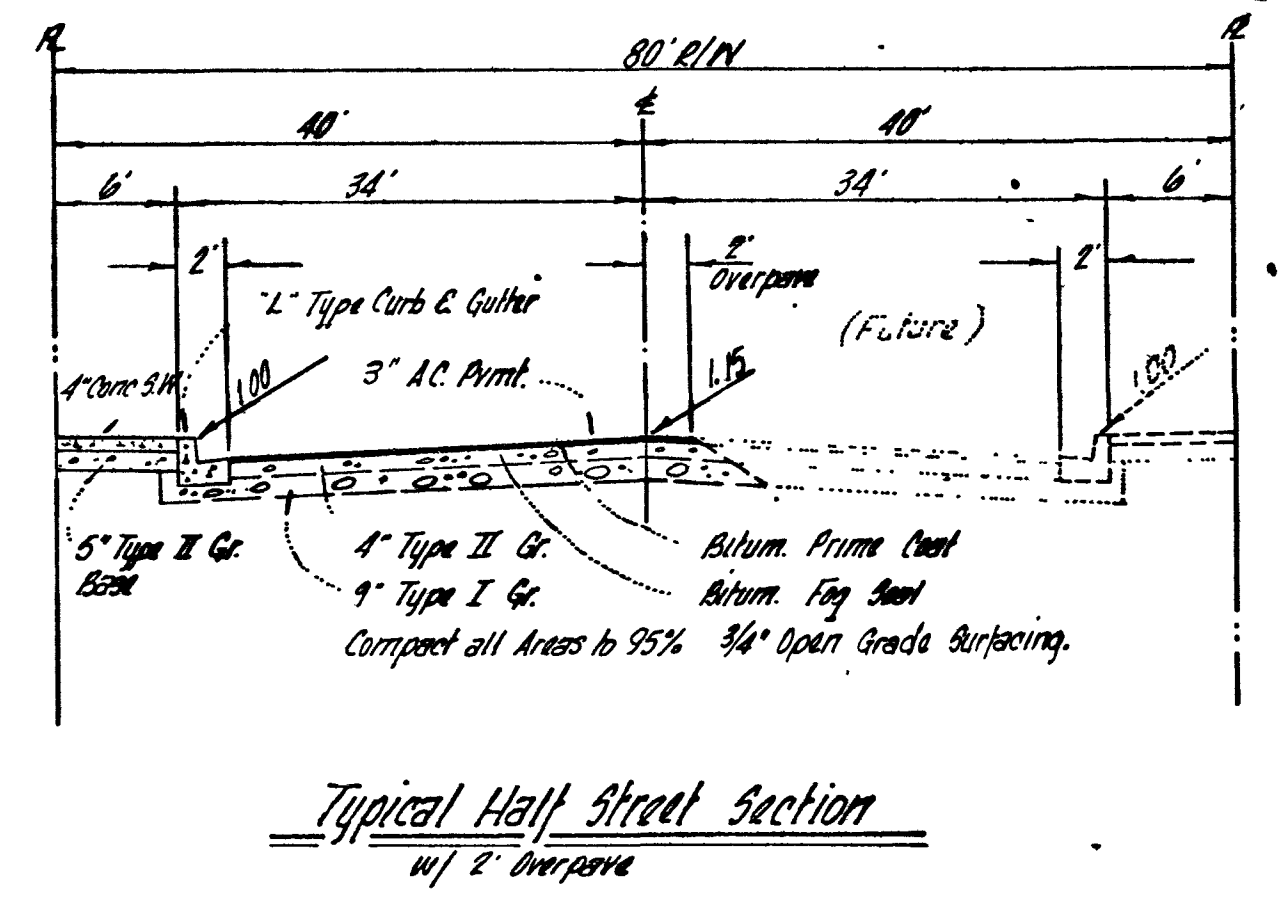 PL PL
80' R/W
CL
40' 40'
6' 34' 34' 6'
2' 2' 2'
Overpave
"L" Type Curb & Gutter
(Future)
4" Conc S.W. 1.00 3" A.C. Pvmt. 1.15 1.00
5" Type II Gr. 4" Type II Gr. Bitum. Prime Coat
Base 9" Type I Gr. Bitum. Fog Seal
Compact all Areas to 95% 3/4" Open Grade Surfacing.
Typical Half Street Section
w/ 2' Overpave